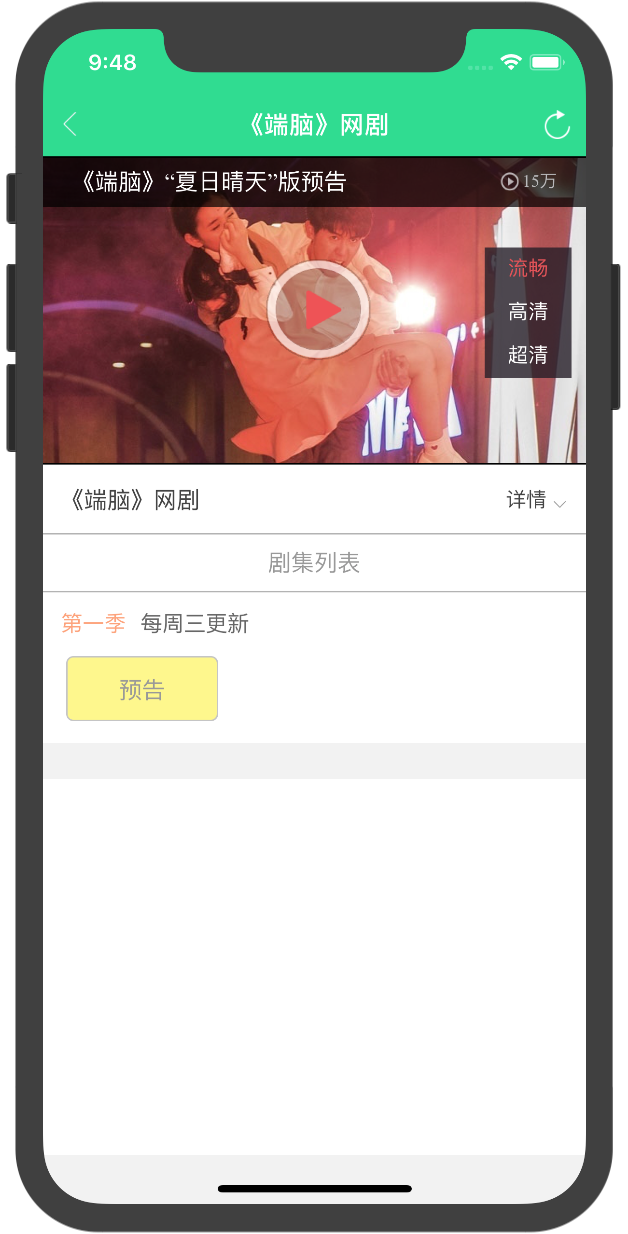 9:48
《端脑》网剧
《端脑》“夏日晴天”版预告
15万
流畅
高清
超清
《端脑》网剧
详情
剧集列表
第一季 每周三更新
预告